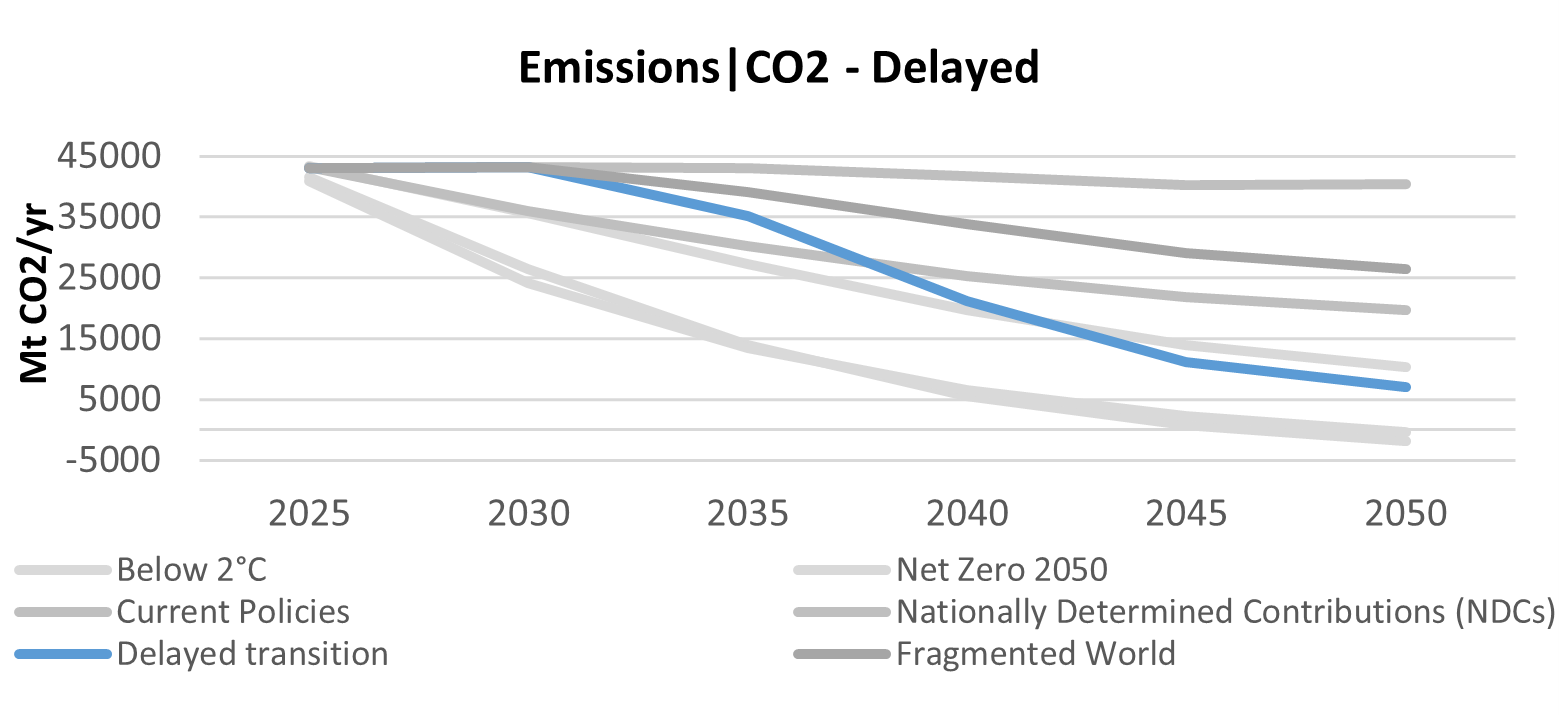 Emissions|CO2 - Delayed
Mt CO2/yr
45000
35000
25000
15000
5000
-5000
2025 2030 2035 2040 2045 2050
Below 2°C Net Zero 2050
Current Policies Nationally Determined Contributions (NDCs)
Delayed transition Fragmented World